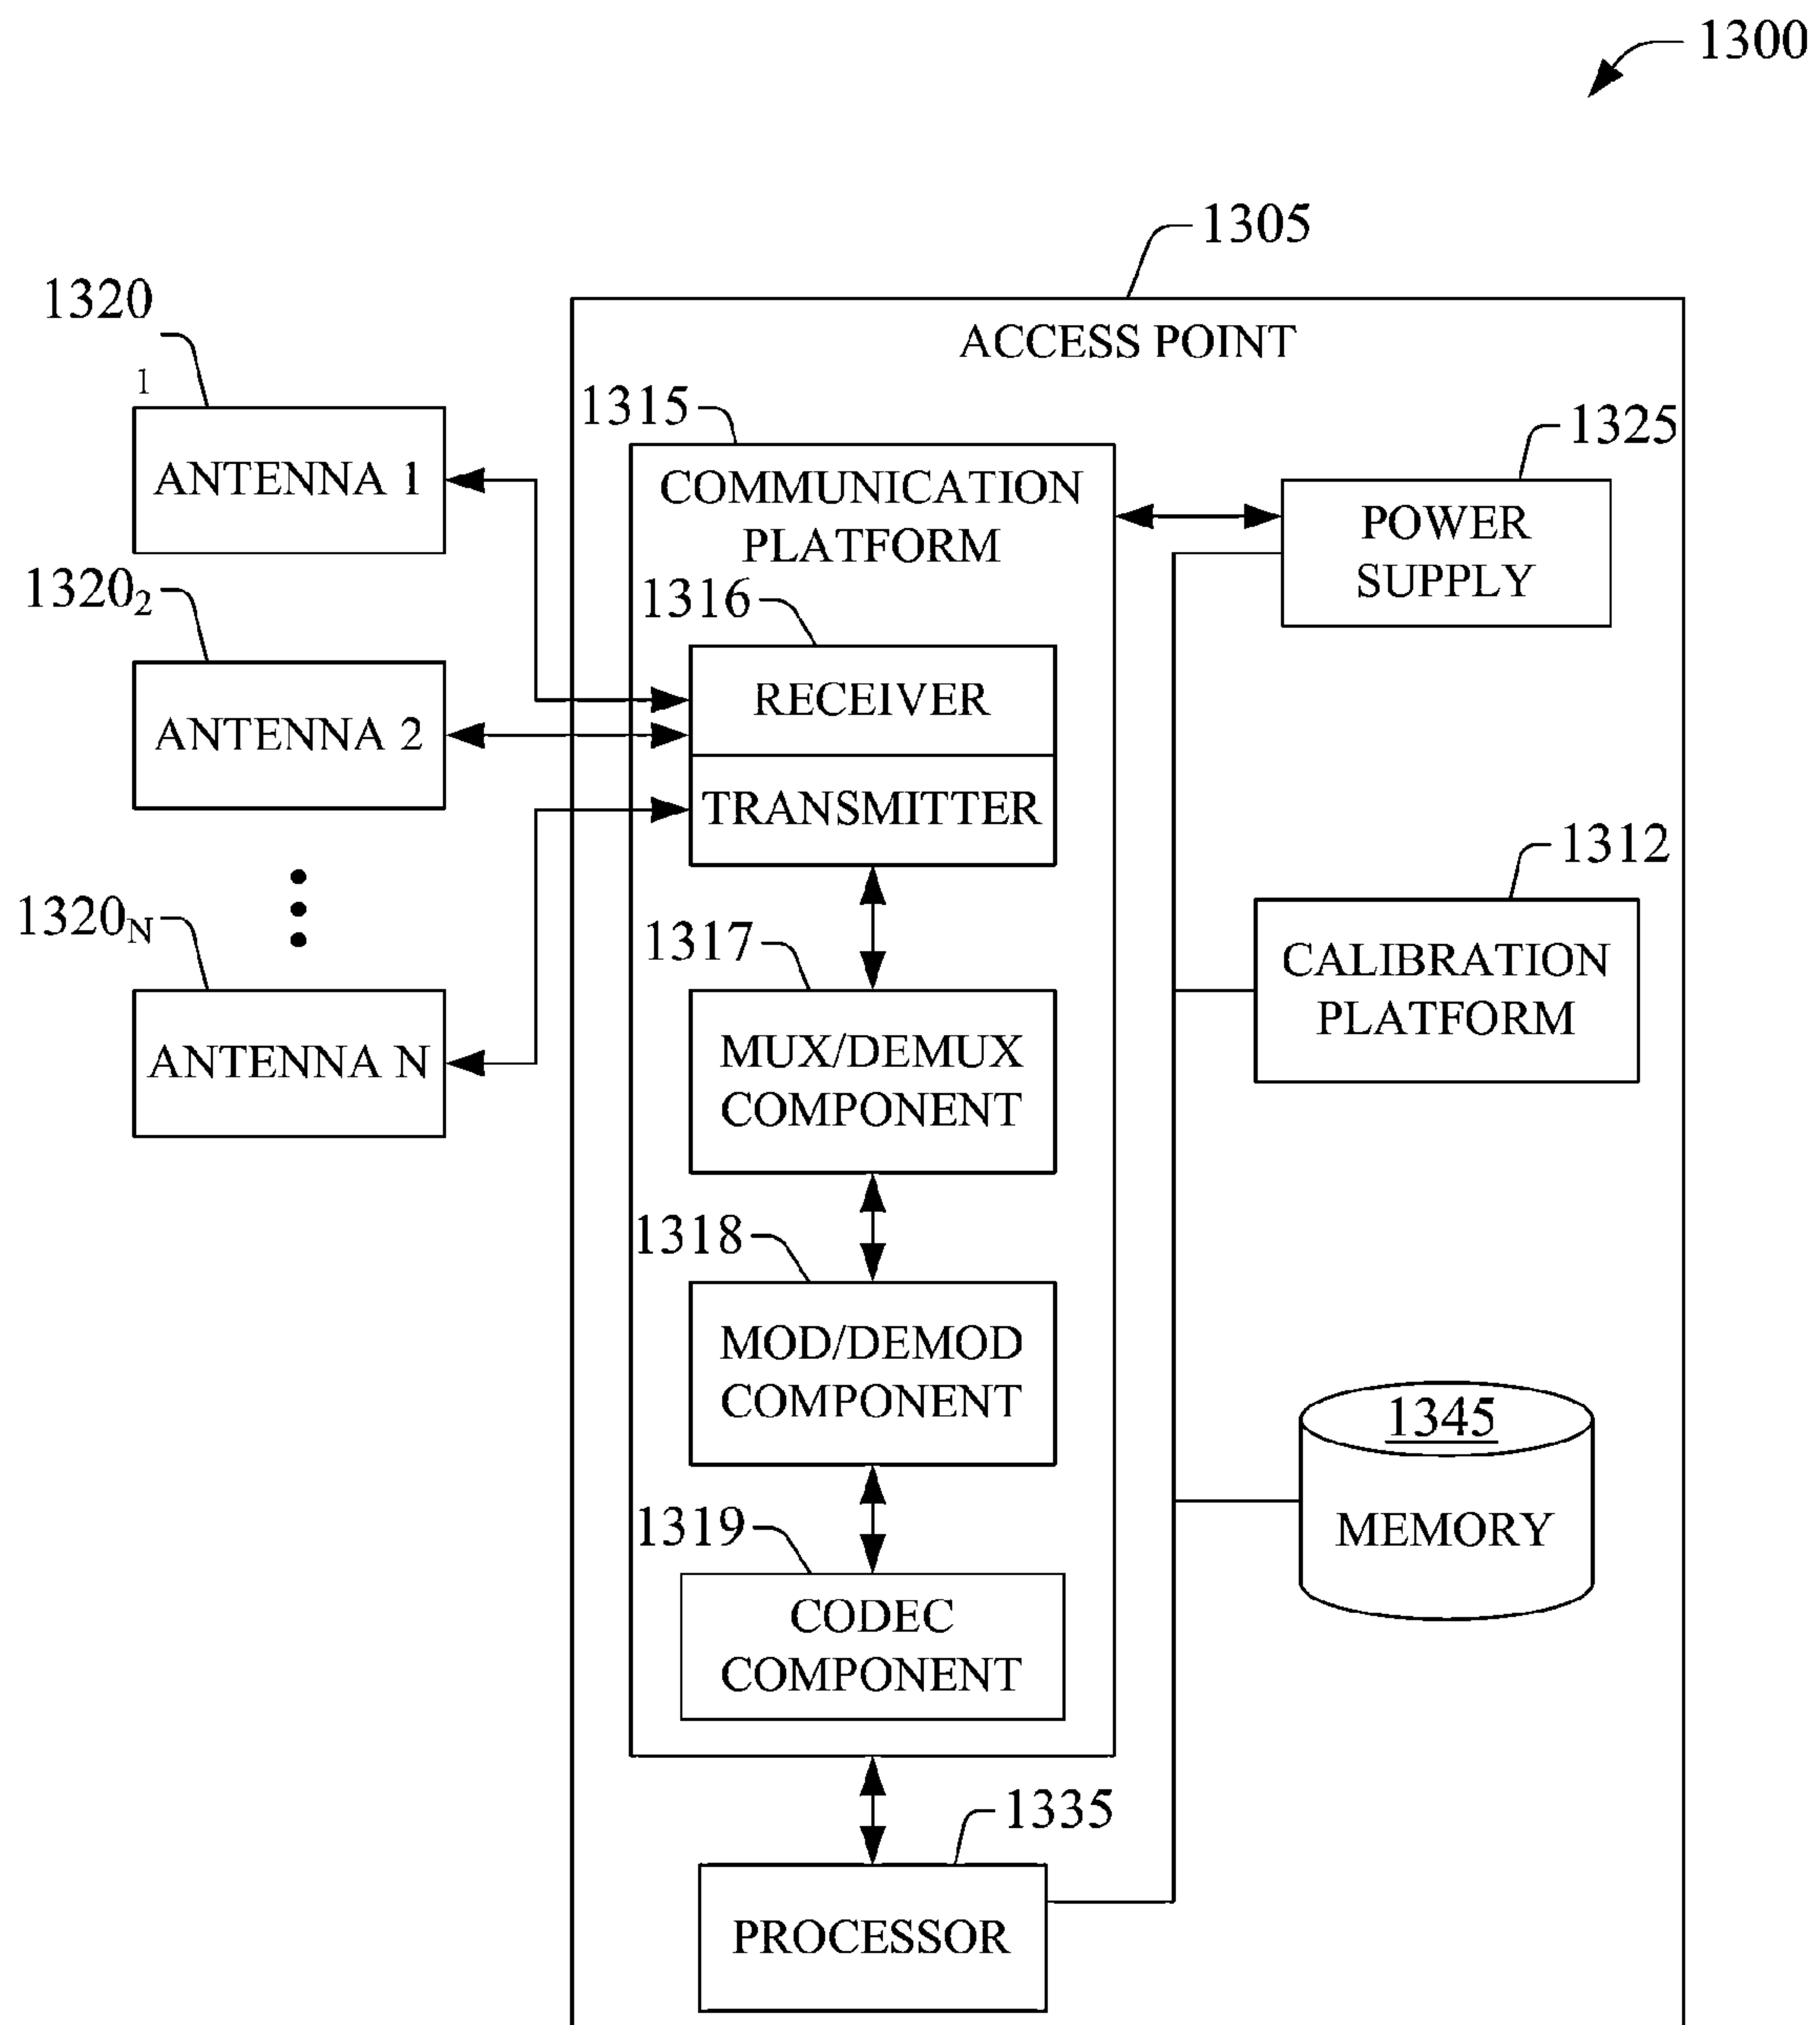 1300
1305
1320
1
ACCESS POINT
1315
1325
ANTENNA 1
COMMUNICATION
PLATFORM
POWER
SUPPLY
1320₂
1316
RECEIVER
ANTENNA 2
TRANSMITTER
1312
1320N
1317
CALIBRATION
PLATFORM
MUX/DEMUX
COMPONENT
ANTENNA N
1318
MOD/DEMOD
COMPONENT
1345
MEMORY
1319
CODEC
COMPONENT
1335
PROCESSOR